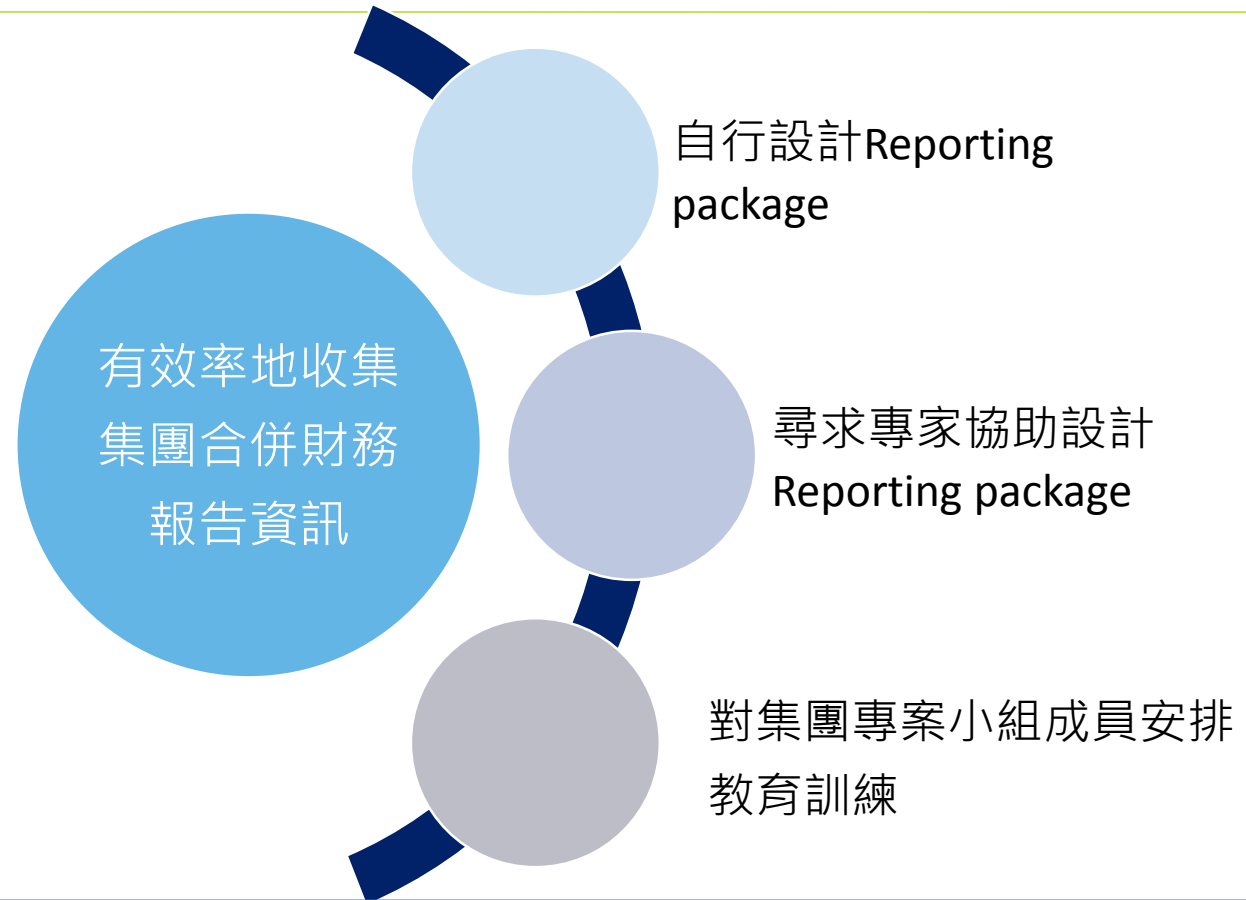 自行設計Reporting
package
有效率地收集
集團合併財務
報告資訊
尋求專家協助設計
Reporting package
對集團專案小組成員安排
教育訓練